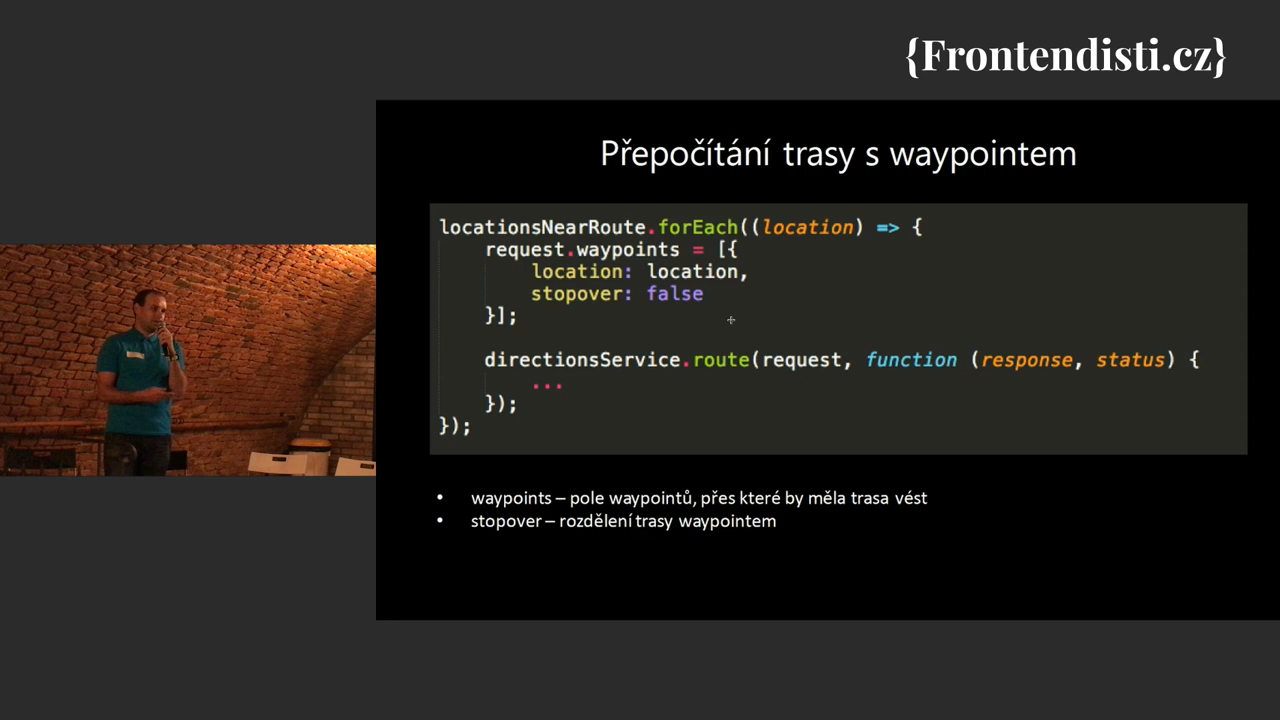 {Frontendisti.cz}
Přepočítání trasy s waypointem
locationsNearRoute.forEach((location) => {
request.waypoints = [{
location: location,
stopover: false
}];
directionsService.route(request, function (response, status) {
...
});
});
• waypoints – pole waypointů, přes které by měla trasa vést
• stopover – rozdělení trasy waypointem